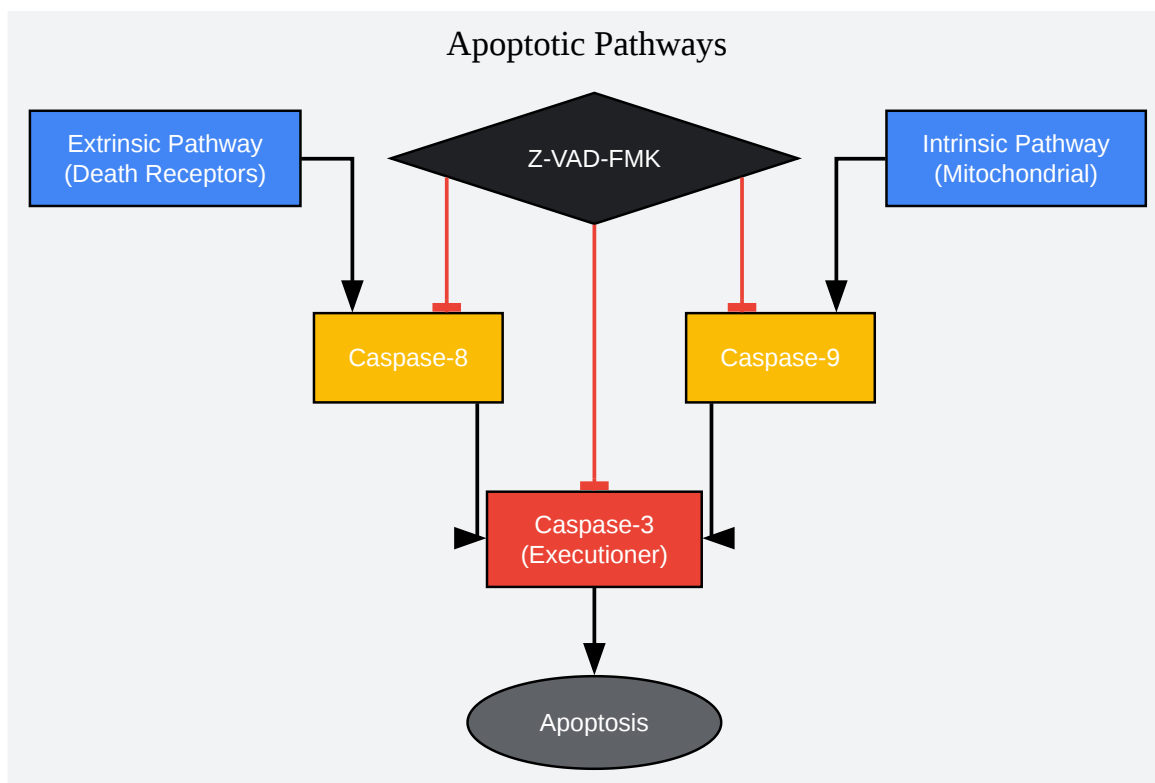 Apoptotic Pathways
Extrinsic Pathway
(Death Receptors)
Z-VAD-FMK
Intrinsic Pathway
(Mitochondrial)
Caspase-8
Caspase-9
Caspase-3
(Executioner)
Apoptosis